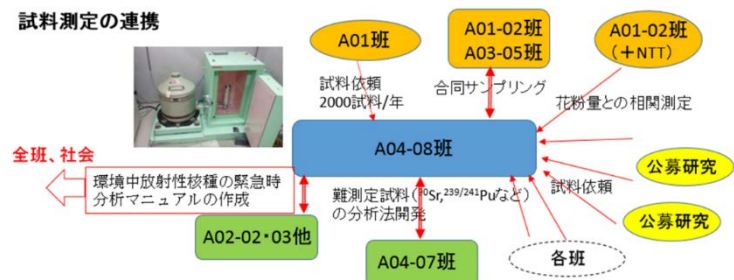 試料測定の連携
A01班
A01-02班
A03-05班
A01-02班
(+NTT)
試料依頼
2000試料/年
合同サンプリング
花粉量との相関測定
A04-08班
全班、社会
環境中放射性核種の緊急時
分析マニュアルの作成
難測定試料(⁹⁰Sr,²³⁹/²⁴¹Puなど)
の分析法開発
試料依頼
公募研究
公募研究
A02-02・03他
A04-07班
各班